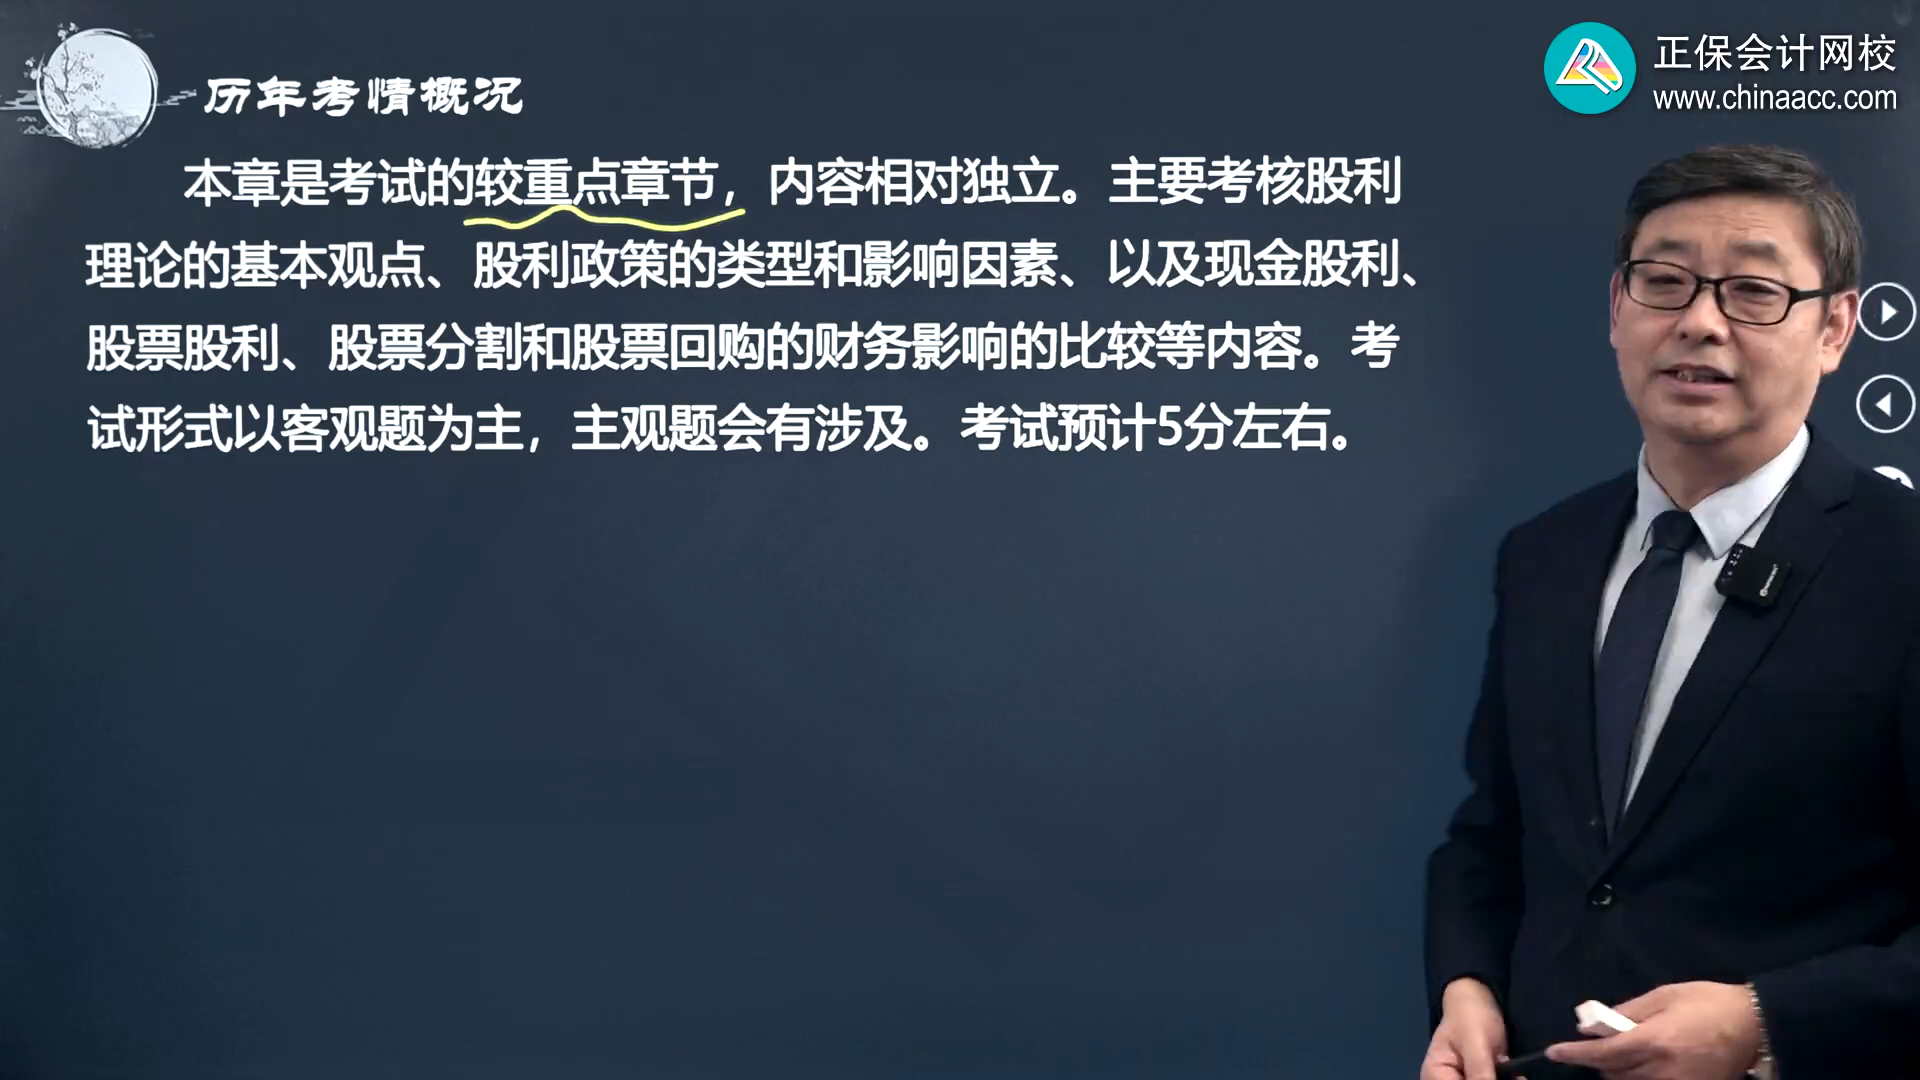 正保会计网校
www.chinaacc.com
历年考情概况
本章是考试的较重点章节，内容相对独立。主要考核股利
理论的基本观点、股利政策的类型和影响因素、以及现金股利、
股票股利、股票分割和股票回购的财务影响的比较等内容。考
试形式以客观题为主，主观题会有涉及。考试预计5分左右。